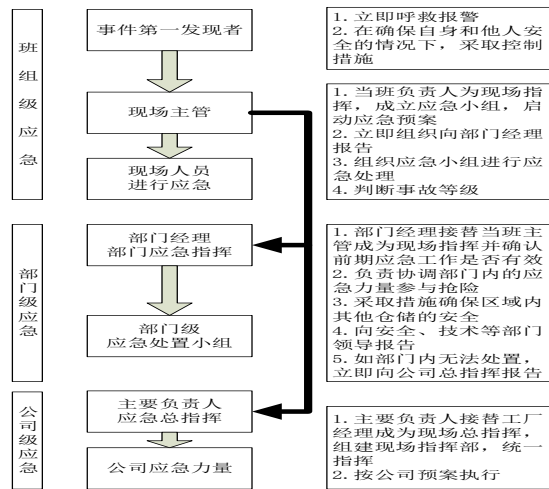 班组级应急
事件第一发现者
现场主管
现场人员
进行应急
1. 立即呼救报警
2. 在确保自身和他人安
全的情况下，采取控制
措施
1. 当班负责人为现场指
挥，成立应急小组，启
动应急预案
2. 立即组织向部门经理
报告
3. 组织应急小组进行应
急处理
4. 判断事故等级
部门级应急
部门经理
部门应急指挥
部门级
应急处置小组
1. 部门经理接替当班主
管成为现场指挥并确认
前期应急工作是否有效
2. 负责协调部门内的应
急力量参与抢险
3. 采取措施确保区域内
其他仓储的安全
4. 向安全、技术等部门
领导报告
5. 如部门内无法处置，
立即向公司总指挥报告
公司级应急
主要负责人
应急总指挥
公司应急力量
1. 主要负责人接替工厂
经理成为现场总指挥，
组建现场指挥部，统一
指挥
2. 按公司预案执行